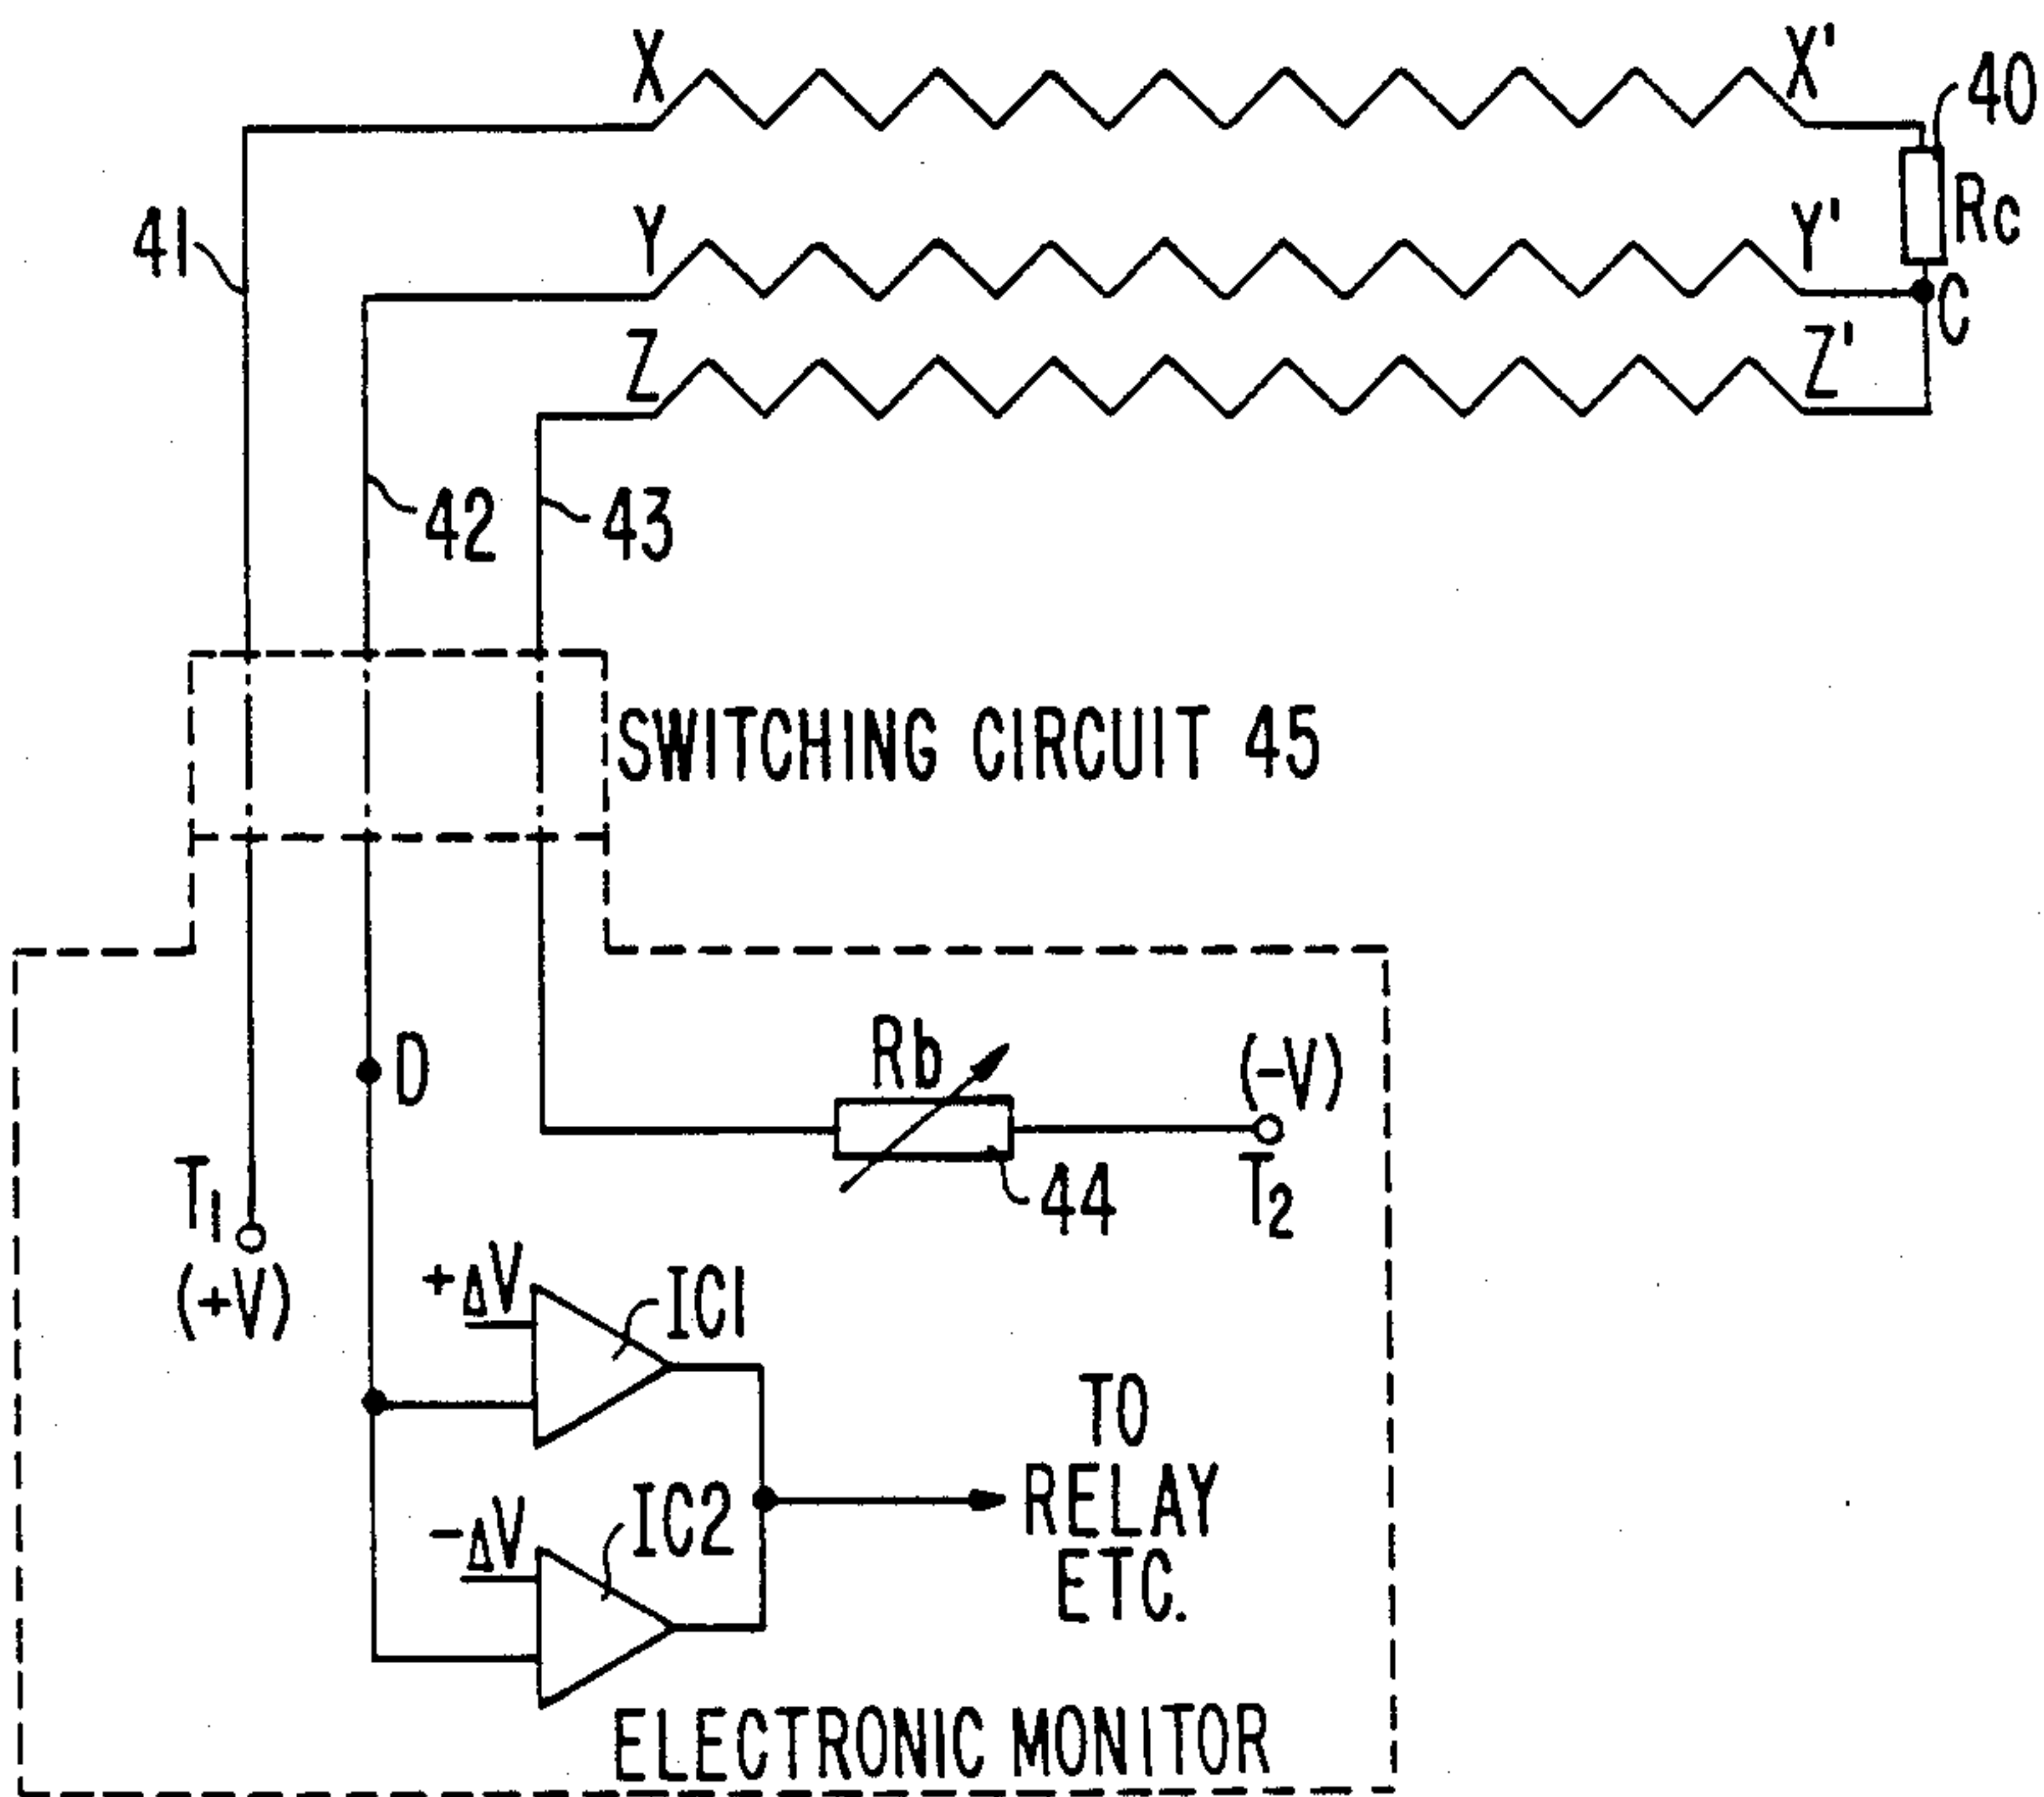 X
X'
40
41
Y
Y'
Rc
C
Z
Z'
42
43
SWITCHING CIRCUIT 45
D
Rb
(-V)
T1
44
T2
(+V)
+ΔV
IC1
TO
RELAY
ETC.
-ΔV
IC2
ELECTRONIC MONITOR